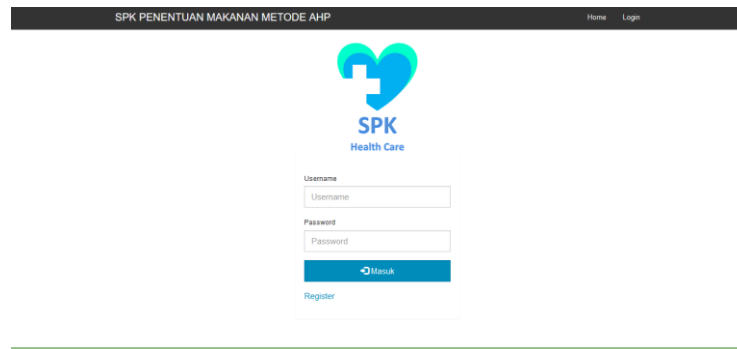 SPK PENENTUAN MAKANAN METODE AHP Home Login
SPK
Health Care
Username
Username
Password
Password
Masuk
Register